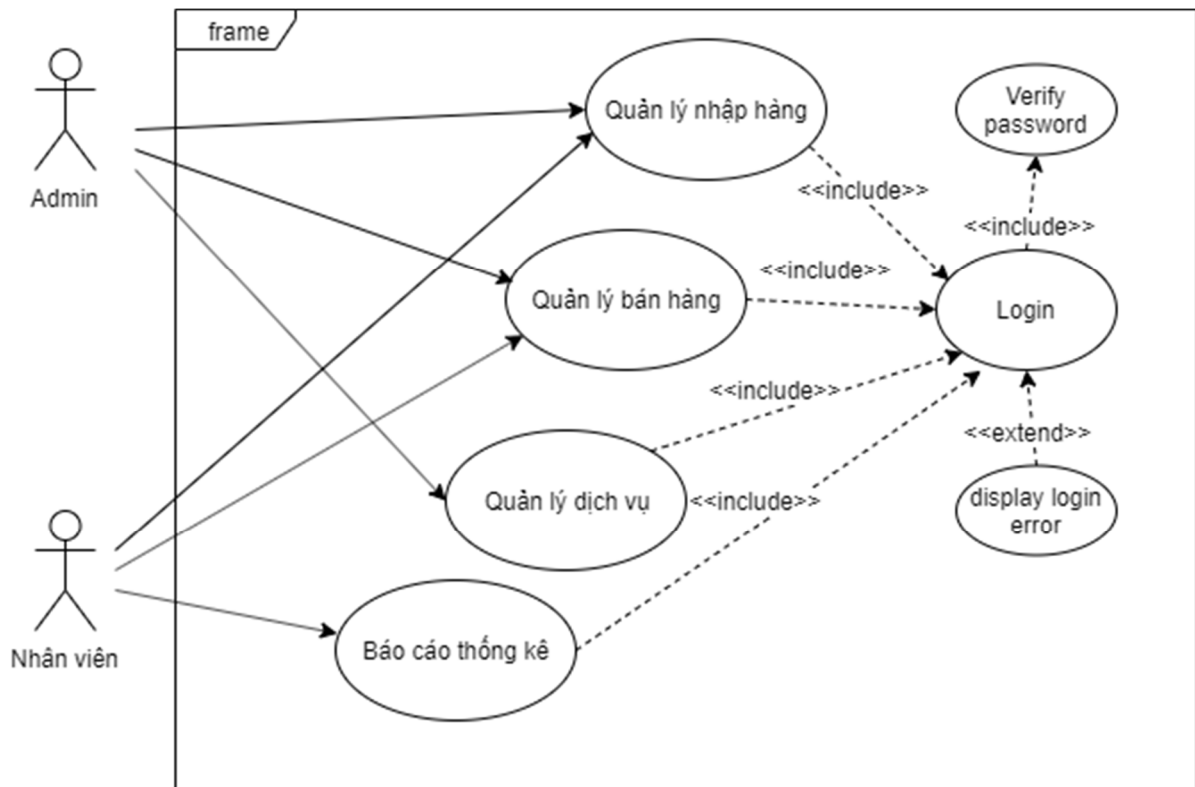 frame
Admin
Quản lý nhập hàng
Verify
password
<<include>>
<<include>>
Quản lý bán hàng
<<include>>
Login
<<include>>
<<extend>>
Quản lý dịch vụ
<<include>>
display login
error
Nhân viên
Báo cáo thống kê